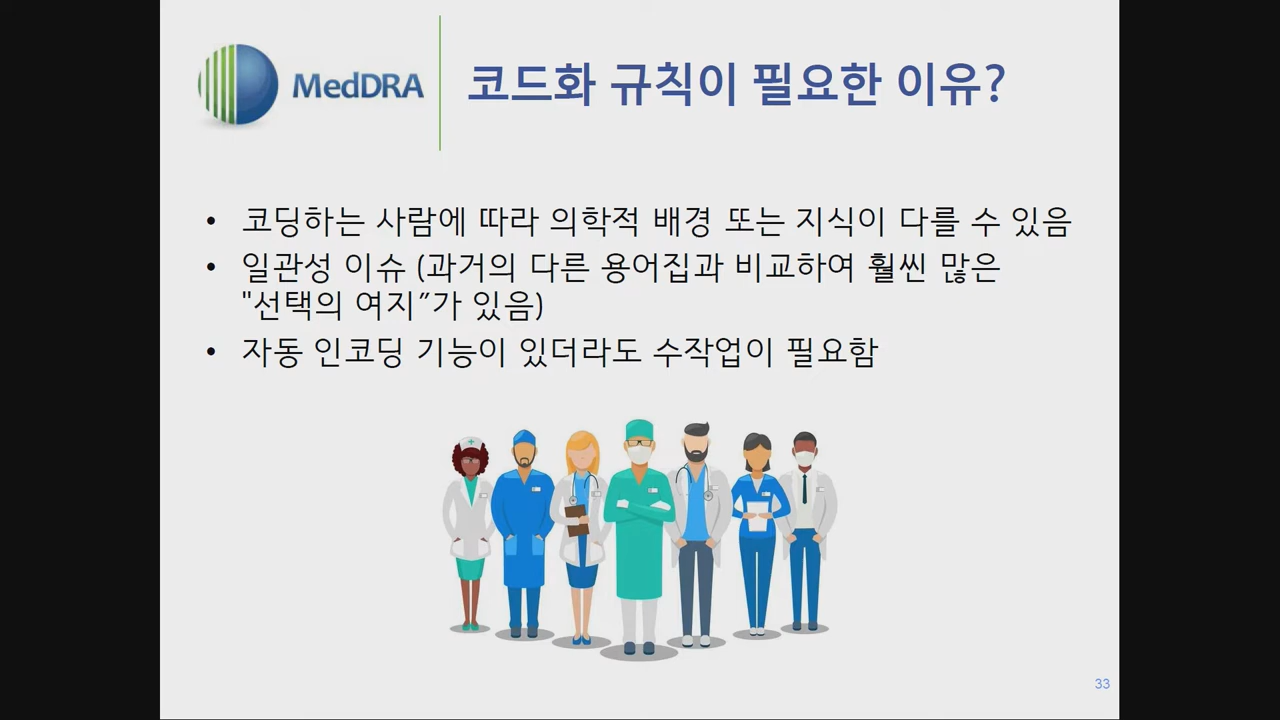 MedDRA
코드화 규칙이 필요한 이유?
• 코딩하는 사람에 따라 의학적 배경 또는 지식이 다를 수 있음
• 일관성 이슈 (과거의 다른 용어집과 비교하여 훨씬 많은
"선택의 여지”가 있음)
• 자동 인코딩 기능이 있더라도 수작업이 필요함
33